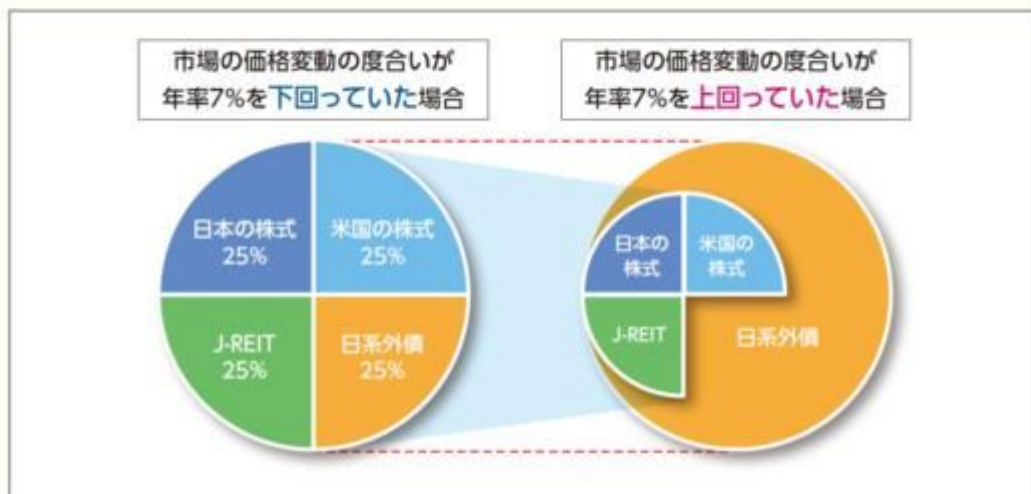 市場の価格変動の度合いが
年率7%を下回っていた場合
市場の価格変動の度合いが
年率7%を上回っていた場合
日本の株式
25%
米国の株式
25%
J-REIT
25%
日系外債
25%
日本の
株式
米国の
株式
J-REIT
日系外債